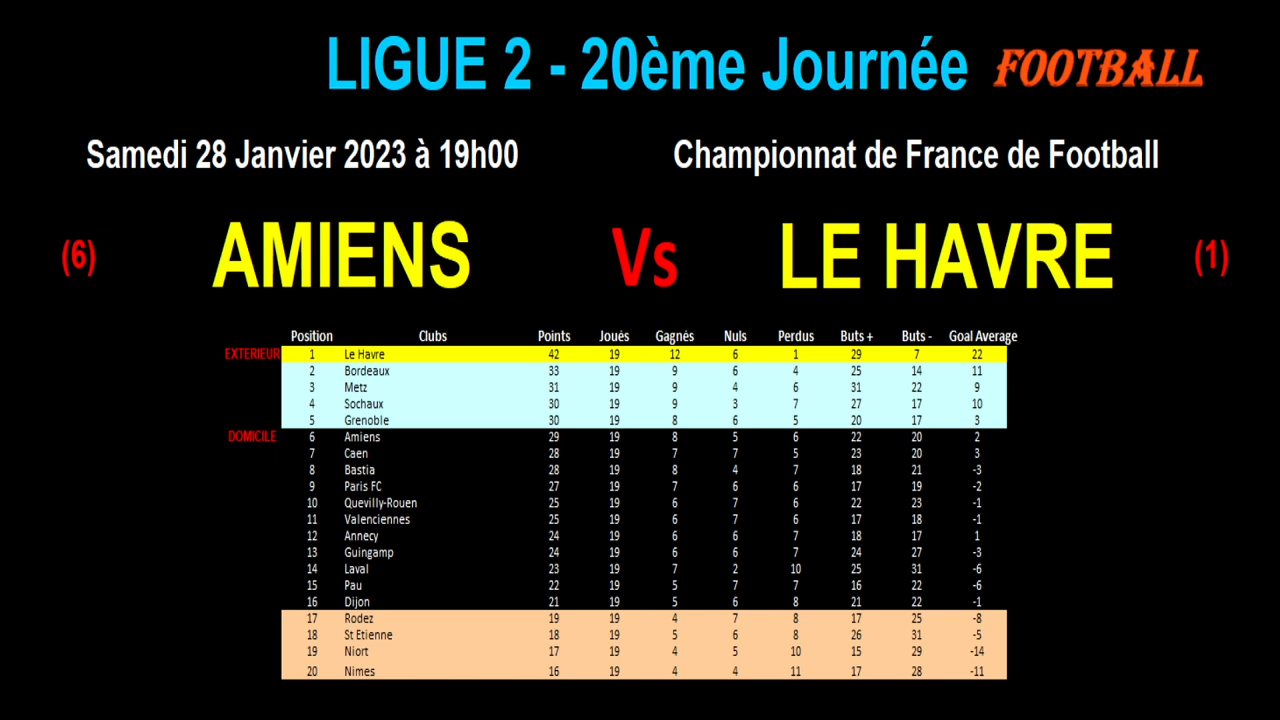 LIGUE 2 - 20ème Journée FOOTBALL
Samedi 28 Janvier 2023 à 19h00 Championnat de France de Football
(6) AMIENS Vs LE HAVRE (1)
Position Clubs Points Joués Gagnés Nuls Perdus Buts + Buts - Goal Average
EXTERIEUR 1 Le Havre 42 19 12 6 1 29 7 22
2 Bordeaux 33 19 9 6 4 25 14 11
3 Metz 31 19 9 4 6 31 22 9
4 Sochaux 30 19 9 3 7 27 17 10
5 Grenoble 30 19 8 6 5 20 17 3
DOMICILE 6 Amiens 29 19 8 5 6 22 20 2
7 Caen 28 19 7 7 5 23 20 3
8 Bastia 28 19 8 4 7 18 21 -3
9 Paris FC 27 19 7 6 6 17 19 -2
10 Quevilly-Rouen 25 19 6 7 6 22 23 -1
11 Valenciennes 25 19 6 7 6 17 18 -1
12 Annecy 24 19 6 6 7 18 17 1
13 Guingamp 24 19 6 6 7 24 27 -3
14 Laval 23 19 7 2 10 25 31 -6
15 Pau 22 19 5 7 7 16 22 -6
16 Dijon 21 19 5 6 8 21 22 -1
17 Rodez 19 19 4 7 8 17 25 -8
18 St Etienne 18 19 5 6 8 26 31 -5
19 Niort 17 19 4 5 10 15 29 -14
20 Nimes 16 19 4 4 11 17 28 -11